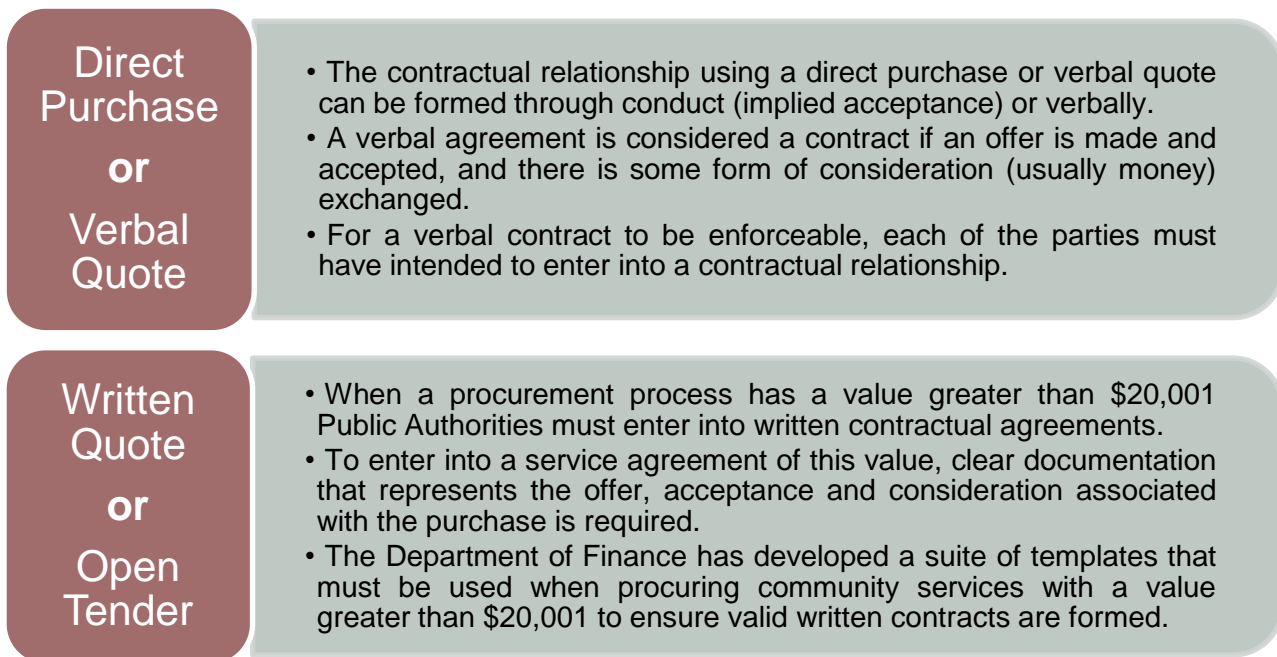 Direct
Purchase
or
Verbal
Quote
• The contractual relationship using a direct purchase or verbal quote
can be formed through conduct (implied acceptance) or verbally.
• A verbal agreement is considered a contract if an offer is made and
accepted, and there is some form of consideration (usually money)
exchanged.
• For a verbal contract to be enforceable, each of the parties must
have intended to enter into a contractual relationship.
Written
Quote
or
Open
Tender
• When a procurement process has a value greater than $20,001
Public Authorities must enter into written contractual agreements.
• To enter into a service agreement of this value, clear documentation
that represents the offer, acceptance and consideration associated
with the purchase is required.
• The Department of Finance has developed a suite of templates that
must be used when procuring community services with a value
greater than $20,001 to ensure valid written contracts are formed.